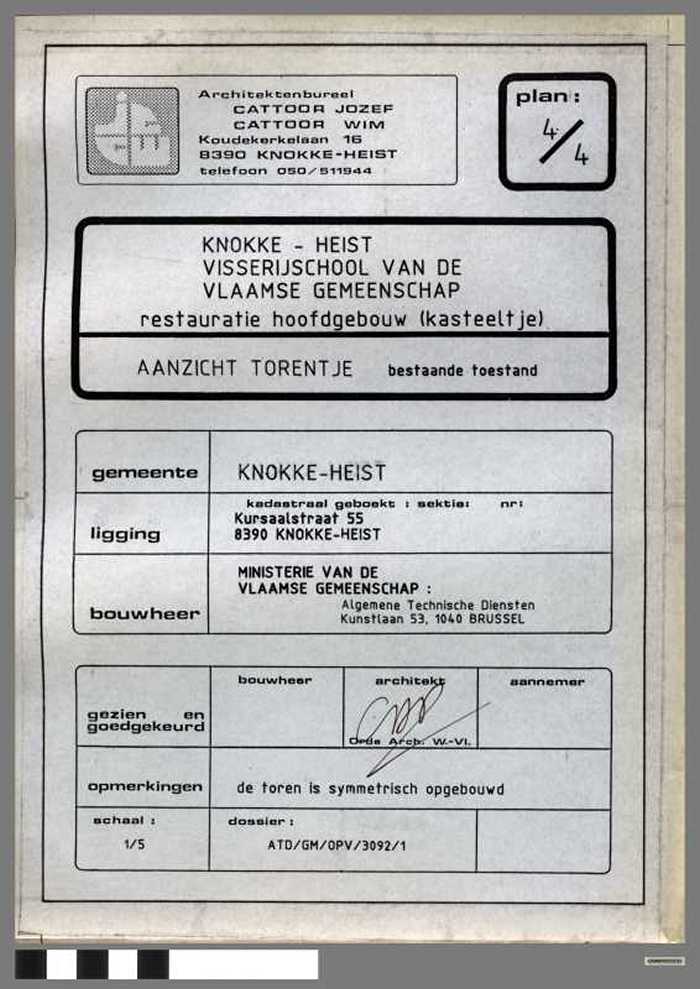 Architektenbureel
CATTOOR JOZEF
CATTOOR WIM
Koudekerkelaan 16
8390 KNOKKE-HEIST
telefoon 050/511944
plan:
4/4
KNOKKE - HEIST
VISSERIJSCHOOL VAN DE
VLAAMSE GEMEENSCHAP
restauratie hoofdgebouw (kasteeltje)
AANZICHT TORENTJE bestaande toestand
gemeente KNOKKE-HEIST
kadastraal geboekt : sektie: nr:
Kursaalstraat 55
ligging 8390 KNOKKE-HEIST
MINISTERIE VAN DE
VLAAMSE GEMEENSCHAP :
Algemene Technische Diensten
bouwheer Kunstlaan 53, 1040 BRUSSEL
bouwheer architekt aannemer
gezien en
goedgekeurd
Orde Arch. W.-Vl.
opmerkingen de toren is symmetrisch opgebouwd
schaal : dossier :
1/5 ATD/GM/OPV/3092/1